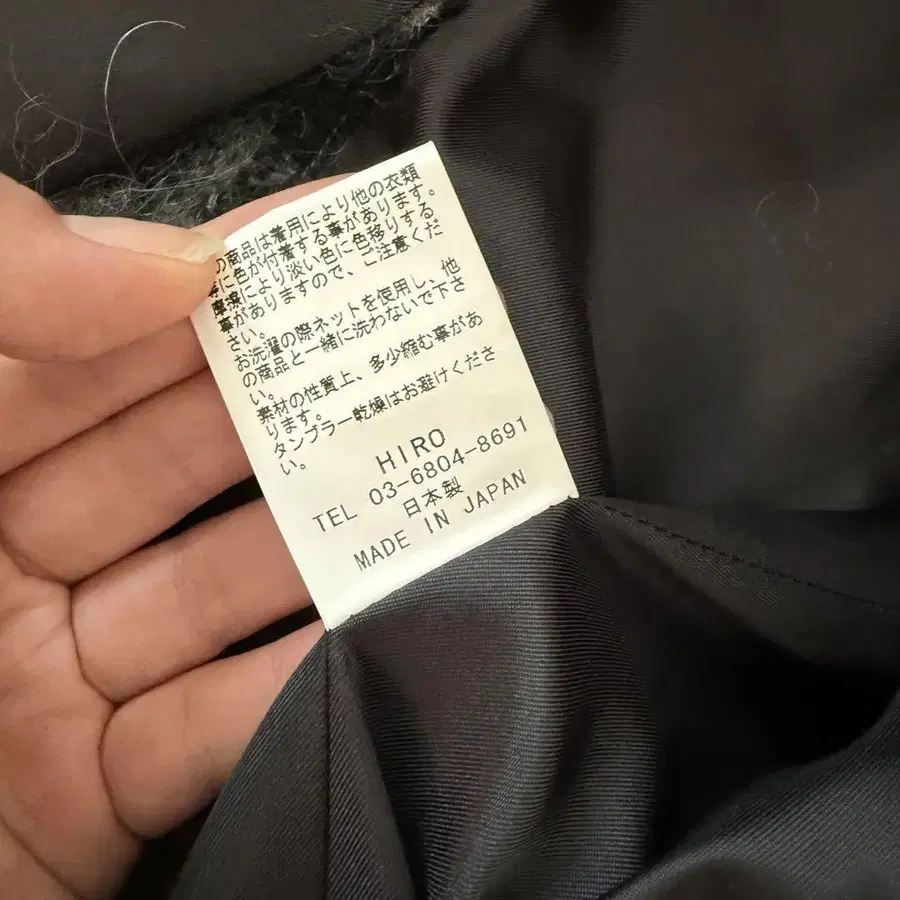 の商品は着用により他の衣類
等に色が付着する事があります。
摩擦により淡い色に色移りする
事がありますので、ご注意くだ
さい。
お洗濯の際ネットを使用し、他
の商品と一緒に洗わないで下さ
い。
素材の性質上、多少縮む事があ
ります。
タンブラー乾燥はお避けくださ
い。
HIRO
TEL 03-6804-8691
日本製
MADE IN JAPAN